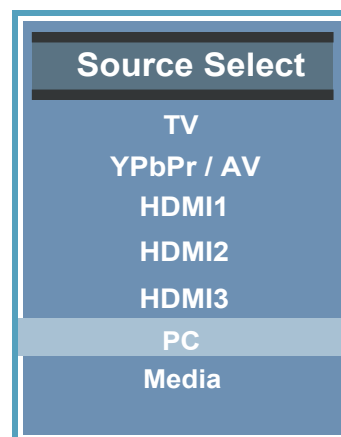 Source Select
TV
YPbPr / AV
HDMI1
HDMI2
HDMI3
PC
Media